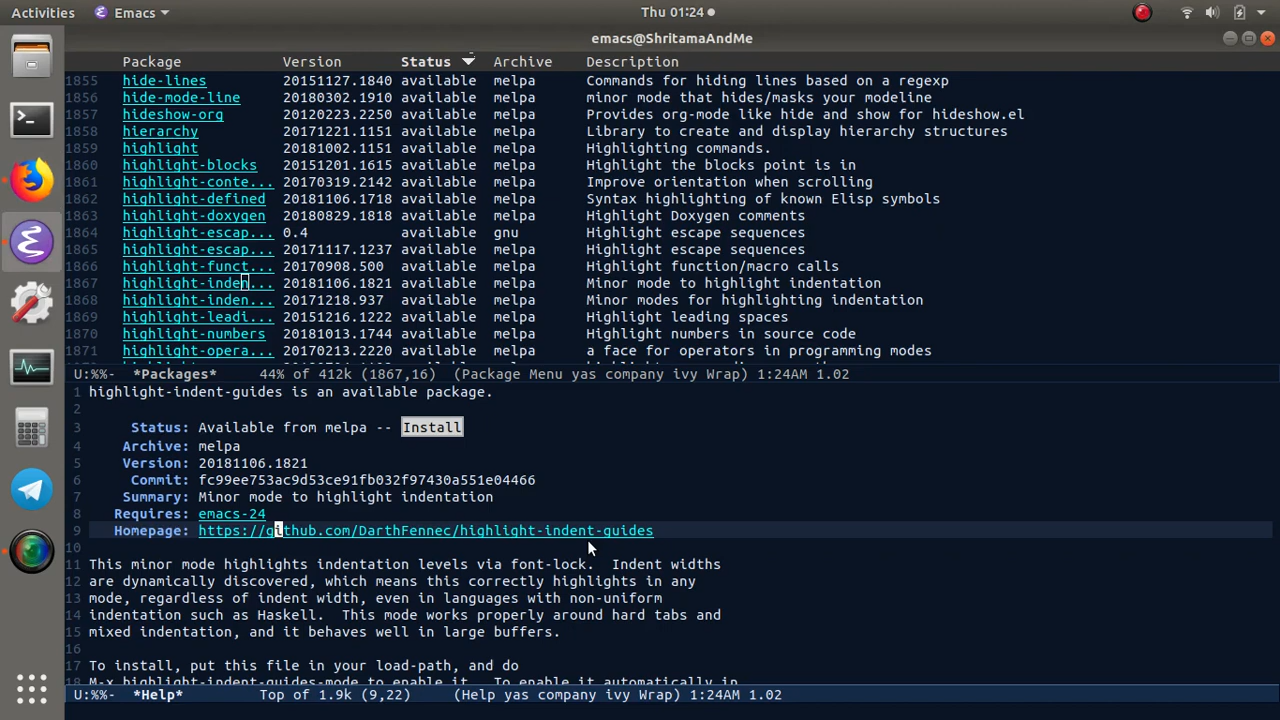 Activities Emacs Thu 01:24
emacs@ShritamaAndMe
Package Version Status Archive Description
1855 hide-lines 20151127.1840 available melpa Commands for hiding lines based on a regexp
1856 hide-mode-line 20180302.1910 available melpa minor mode that hides/masks your modeline
1857 hideshow-org 20120223.2250 available melpa Provides org-mode like hide and show for hideshow.el
1858 hierarchy 20171221.1151 available melpa Library to create and display hierarchy structures
1859 highlight 20181002.1151 available melpa Highlighting commands.
1860 highlight-blocks 20151201.1615 available melpa Highlight the blocks point is in
1861 highlight-conte... 20170319.2142 available melpa Improve orientation when scrolling
1862 highlight-defined 20181106.1718 available melpa Syntax highlighting of known Elisp symbols
1863 highlight-doxygen 20180829.1818 available melpa Highlight Doxygen comments
1864 highlight-escap... 0.4 available gnu Highlight escape sequences
1865 highlight-escap... 20171117.1237 available melpa Highlight escape sequences
1866 highlight-funct... 20170908.500 available melpa Highlight function/macro calls
1867 highlight-inden... 20181106.1821 available melpa Minor mode to highlight indentation
1868 highlight-inden... 20171218.937 available melpa Minor modes for highlighting indentation
1869 highlight-leadi... 20151216.1222 available melpa Highlight leading spaces
1870 highlight-numbers 20181013.1744 available melpa Highlight numbers in source code
1871 highlight-opera... 20170213.2220 available melpa a face for operators in programming modes
U:%%- *Packages* 44% of 412k (1867,16) (Package Menu yas company ivy Wrap) 1:24AM 1.02
1 highlight-indent-guides is an available package.
2
3 Status: Available from melpa -- Install
4 Archive: melpa
5 Version: 20181106.1821
6 Commit: fc99ee753ac9d53ce91fb032f97430a551e04466
7 Summary: Minor mode to highlight indentation
8 Requires: emacs-24
9 Homepage: https://github.com/DarthFennec/highlight-indent-guides
10
11 This minor mode highlights indentation levels via font-lock. Indent widths
12 are dynamically discovered, which means this correctly highlights in any
13 mode, regardless of indent width, even in languages with non-uniform
14 indentation such as Haskell. This mode works properly around hard tabs and
15 mixed indentation, and it behaves well in large buffers.
16
17 To install, put this file in your load-path, and do
18 M-x highlight-indent-guides-mode to enable it. To enable it automatically in
U:%%- *Help* Top of 1.9k (9,22) (Help yas company ivy Wrap) 1:24AM 1.02